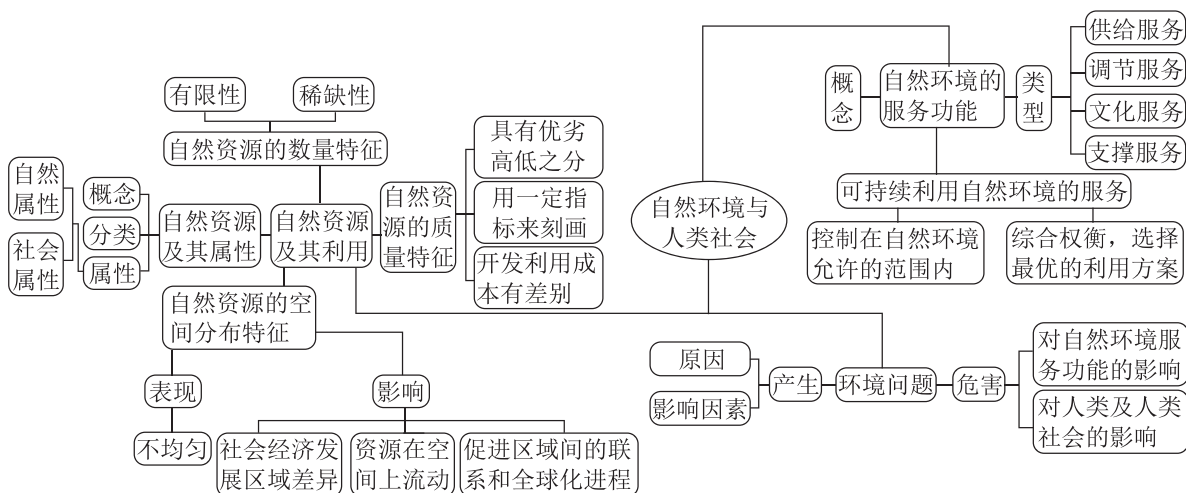 供给服务
调节服务
文化服务
支撑服务
概
念
自然环境的
服务功能
类
型
可持续利用自然环境的服务
控制在自然环境
允许的范围内
综合权衡，选择
最优的利用方案
有限性
稀缺性
自然资源的数量特征
自然
属性
社会
属性
概念
分类
属性
自然资源
及其属性
自然资源
及其利用
自然资
源的质
量特征
具有优劣
高低之分
用一定指
标来刻画
开发利用成
本有差别
自然环境与
人类社会
自然资源的空
间分布特征
表现
影响
不均匀
社会经济发
展区域差异
资源在空
间上流动
促进区域间的联
系和全球化进程
原因
影响因素
产生
环境问题
危害
对自然环境服
务功能的影响
对人类及人类
社会的影响